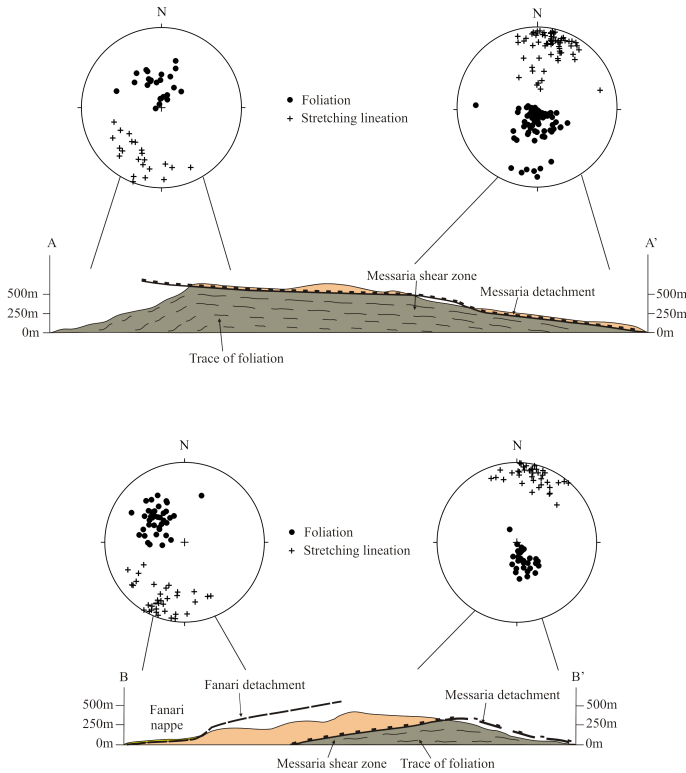 N
N
Foliation
Stretching lineation
A
A'
Messaria shear zone
Messaria detachment
500m
250m
0m
500m
250m
0m
Trace of foliation
N
N
Foliation
Stretching lineation
B
B'
Fanari detachment
Messaria detachment
Fanari
nappe
500m
250m
0m
500m
250m
0m
Messaria shear zone
Trace of foliation